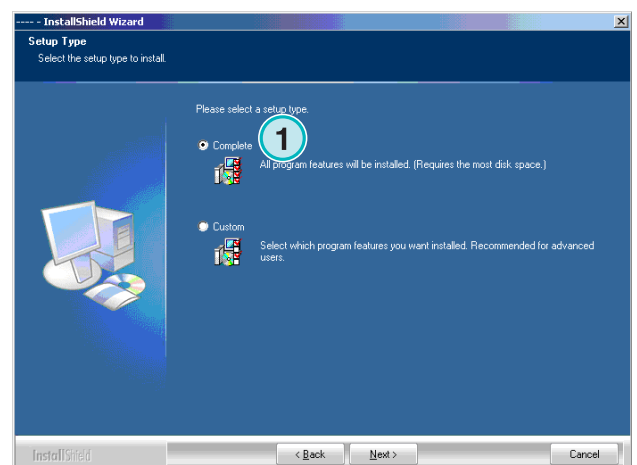 ---- - InstallShield Wizard
Setup Type
Select the setup type to install.
Please select a setup type.
Complete
1
All program features will be installed. (Requires the most disk space.)
Custom
Select which program features you want installed. Recommended for advanced
users.
InstallShield
< Back
Next >
Cancel